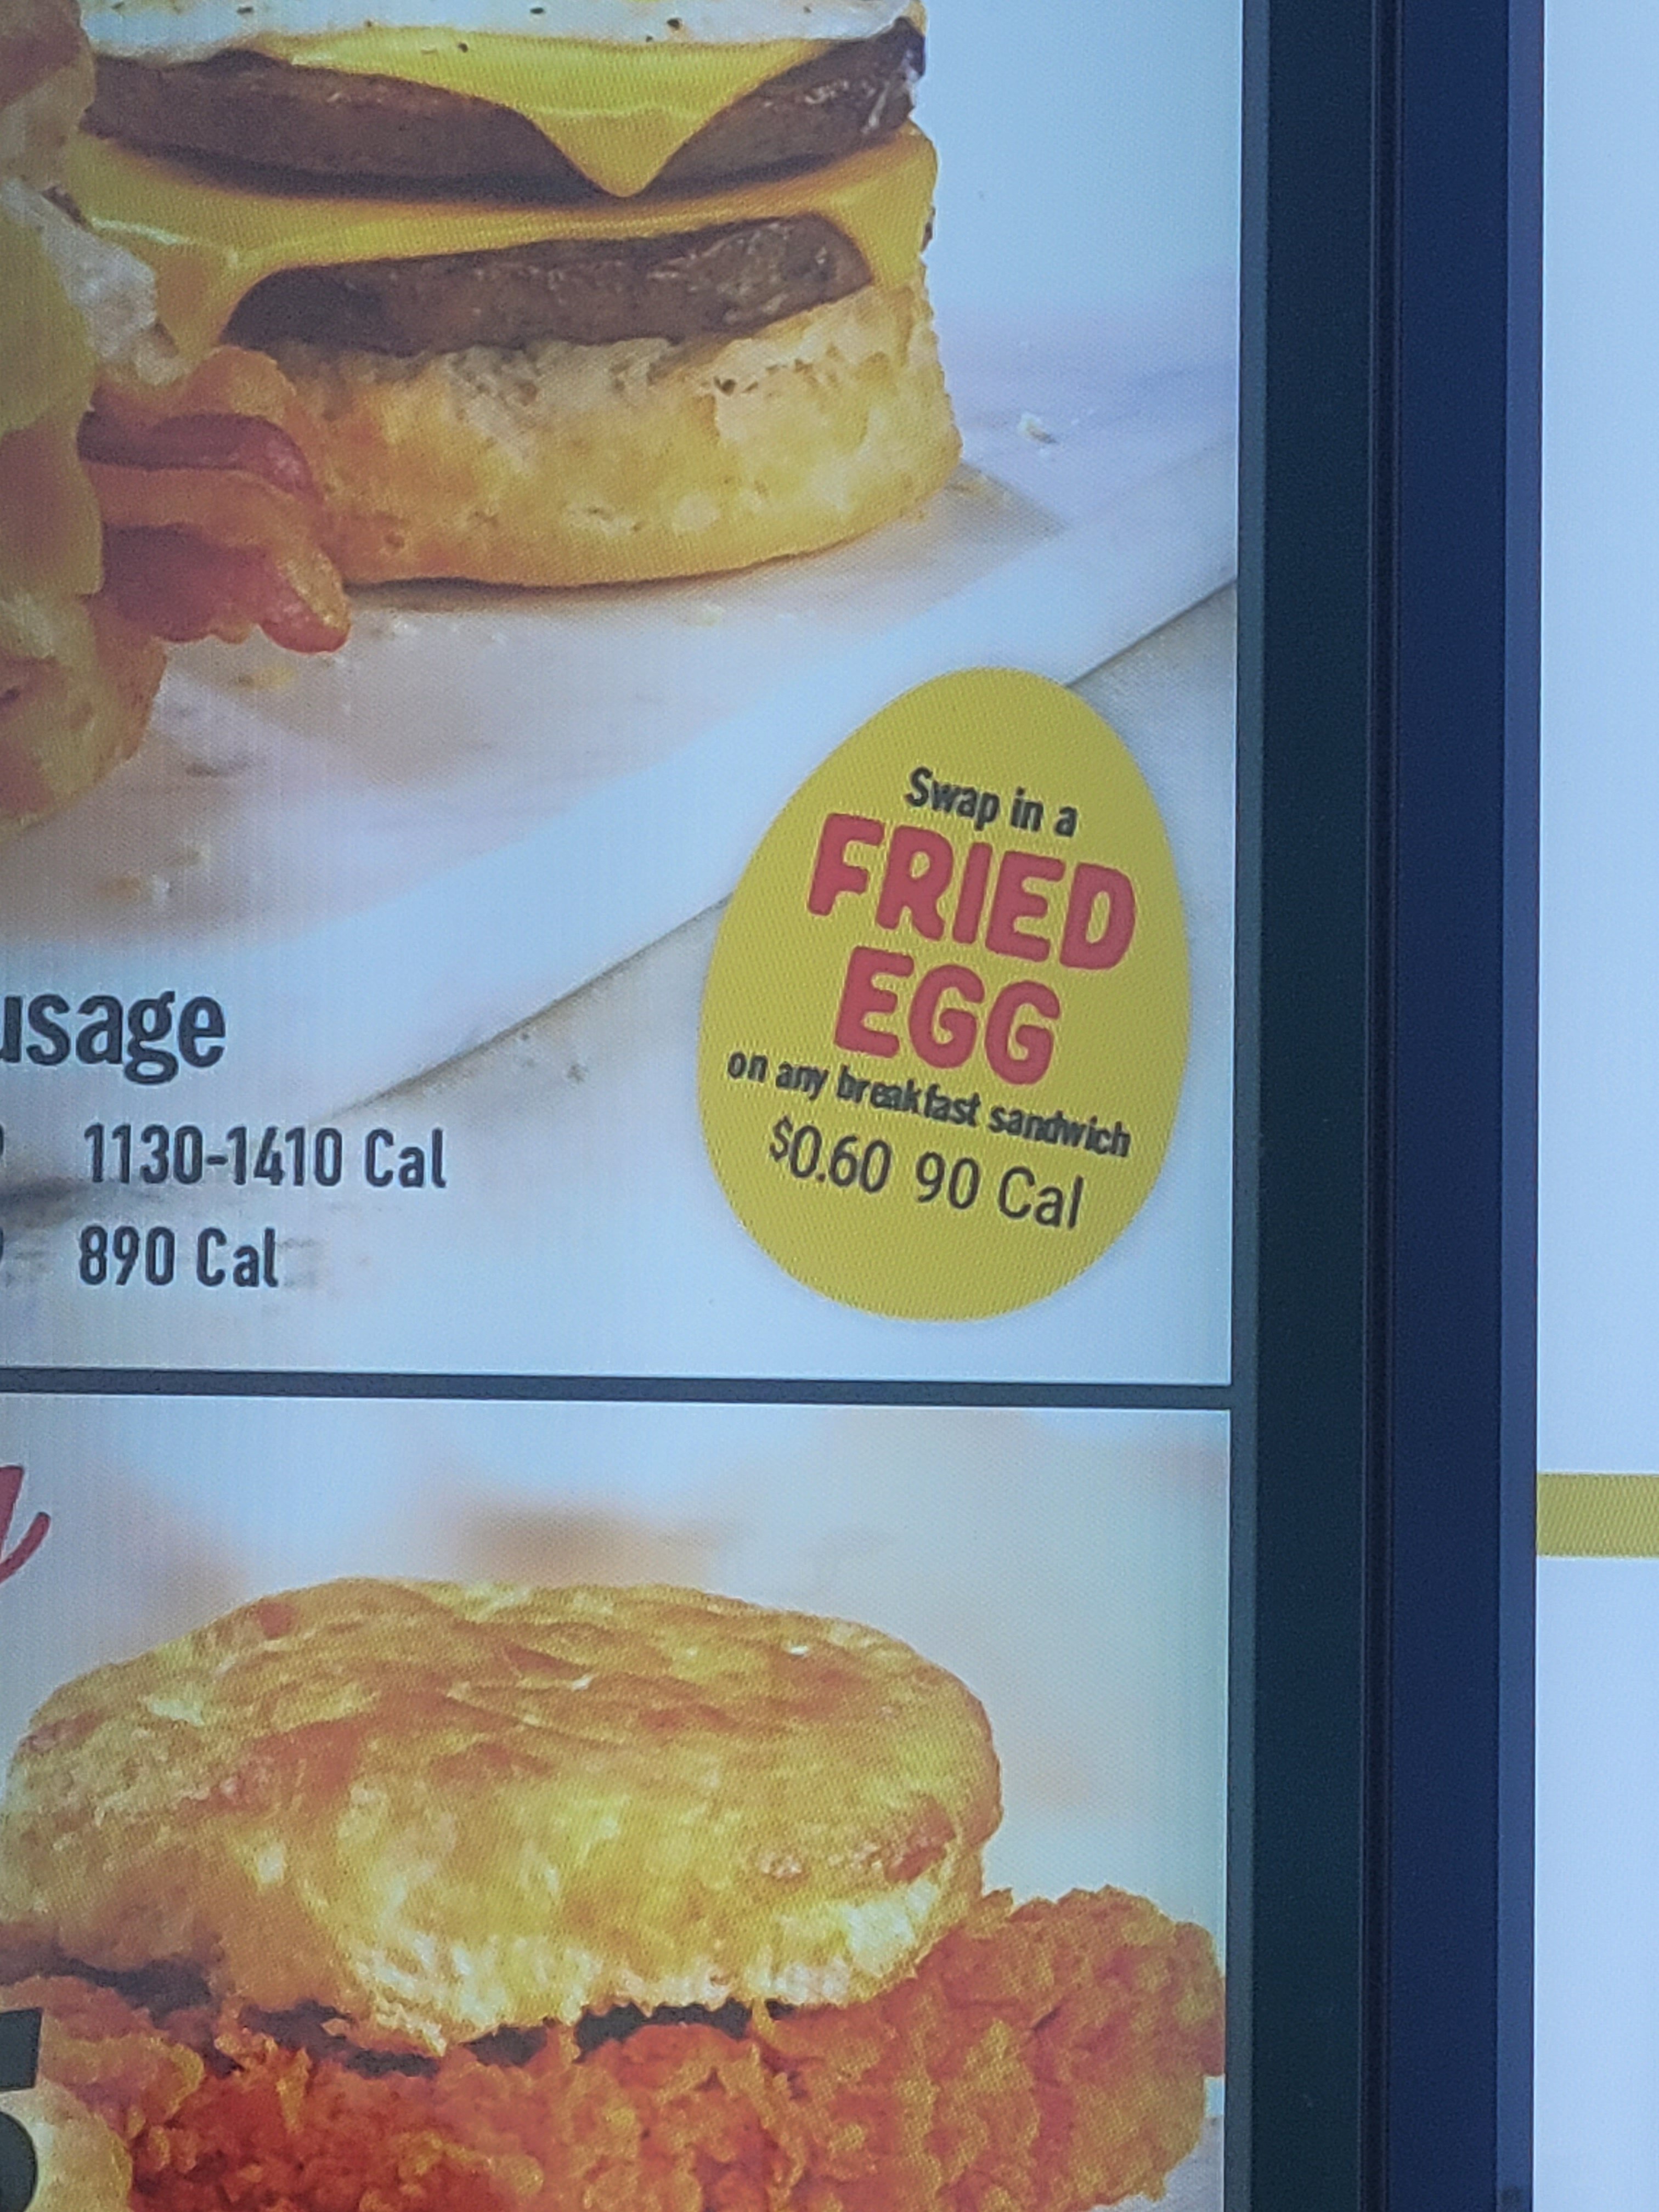 usage
1130-1410 Cal
890 Cal
Swap in a
FRIED
EGG
on any breakfast sandwich
$0.60 90 Cal